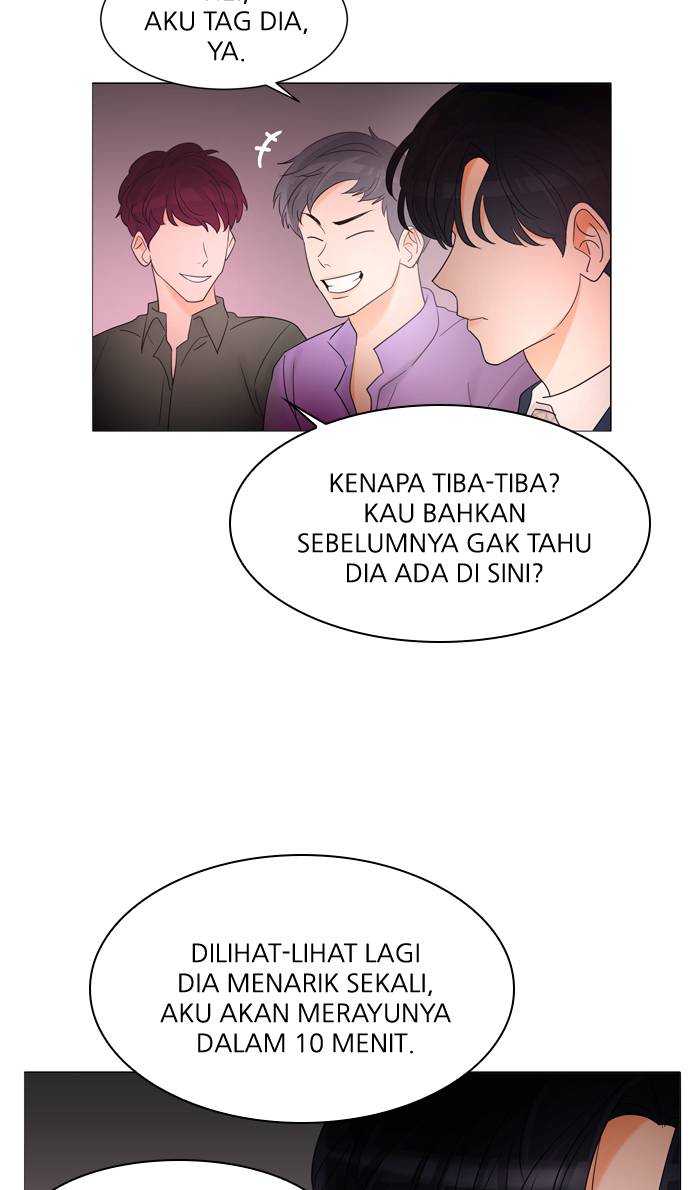 AKU TAG DIA,
YA.
KENAPA TIBA-TIBA?
KAU BAHKAN
SEBELUMNYA GAK TAHU
DIA ADA DI SINI?
DILIHAT-LIHAT LAGI
DIA MENARIK SEKALI,
AKU AKAN MERAYUNYA
DALAM 10 MENIT.